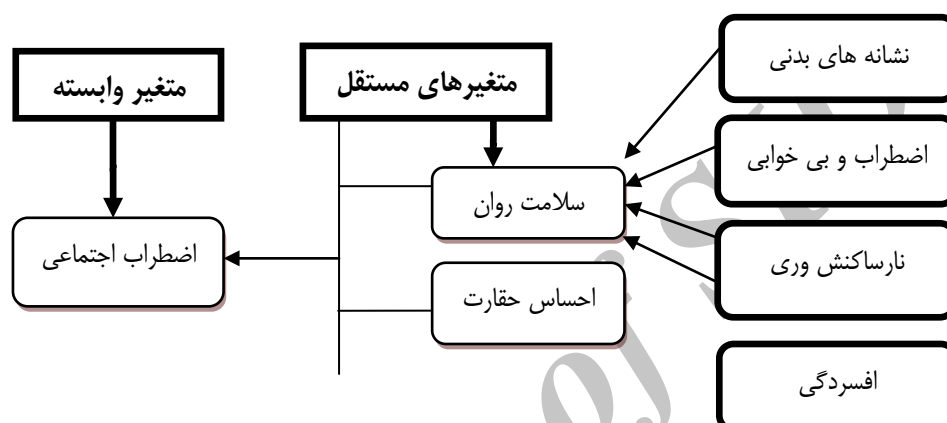 نشانه های بدنی
متغیرهای مستقل
متغیر وابسته
اضطراب و بی خوابی
سلامت روان
نارساکنش وری
اضطراب اجتماعی
احساس حقارت
افسردگی